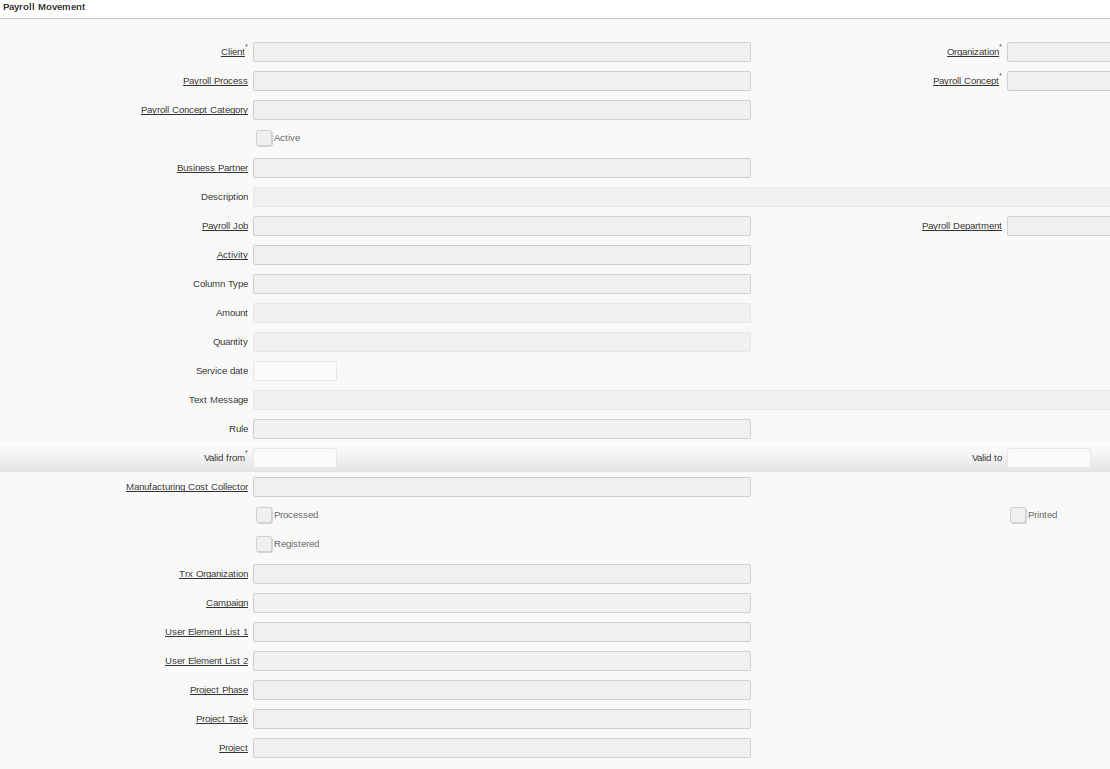 Payroll Movement
Client* Organization*
Payroll Process Payroll Concept*
Payroll Concept Category
Active
Business Partner
Description
Payroll Job Payroll Department
Activity
Column Type
Amount
Quantity
Service date
Text Message
Rule
Valid from* Valid to
Manufacturing Cost Collector
Processed Printed
Registered
Trx Organization
Campaign
User Element List 1
User Element List 2
Project Phase
Project Task
Project